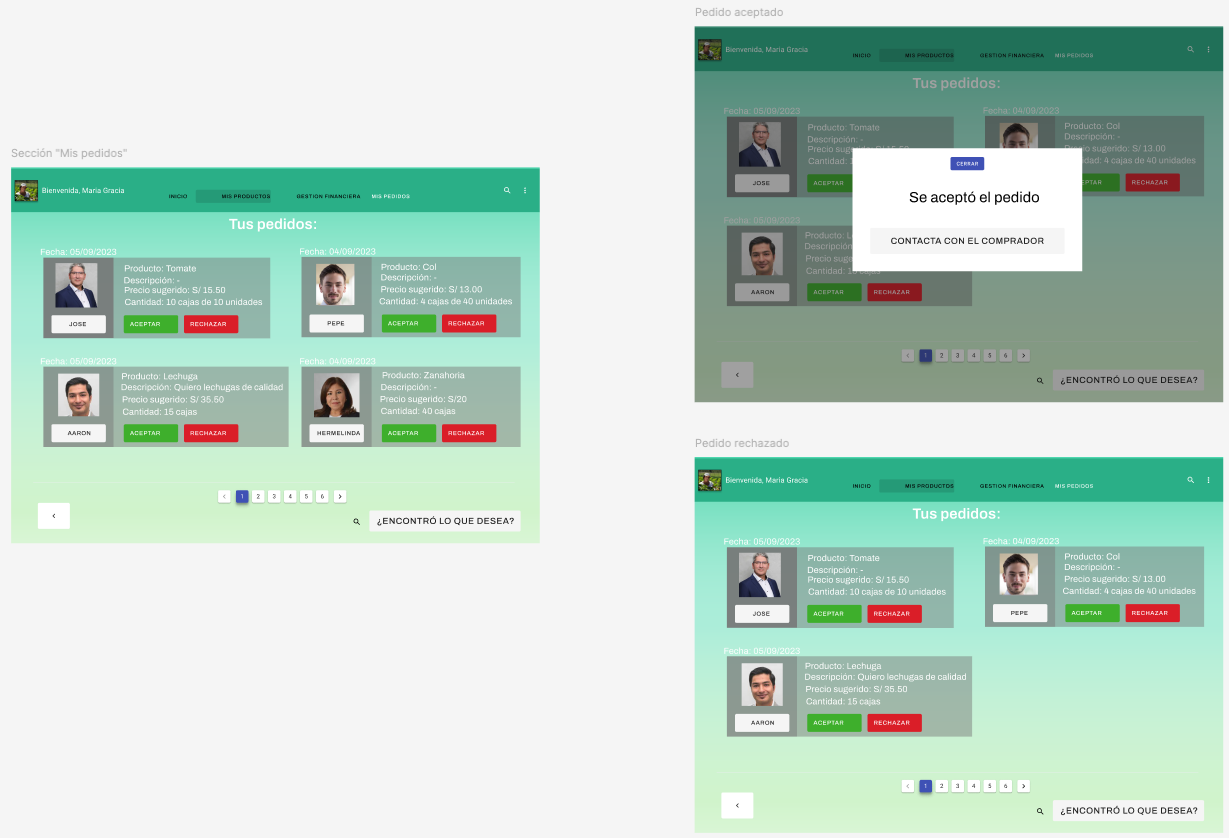 Sección "Mis pedidos"
Bienvenida, Maria Gracia
INICIO MIS PRODUCTOS GESTION FINANCIERA MIS PEDIDOS
Tus pedidos:
Fecha: 05/09/2023
Producto: Tomate
Descripción: -
Precio sugerido: S/ 15.50
Cantidad: 10 cajas de 10 unidades
JOSE ACEPTAR RECHAZAR
Fecha: 04/09/2023
Producto: Col
Descripción: -
Precio sugerido: S/ 13.00
Cantidad: 4 cajas de 40 unidades
PEPE ACEPTAR RECHAZAR
Fecha: 05/09/2023
Producto: Lechuga
Descripción: Quiero lechugas de calidad
Precio sugerido: S/ 35.50
Cantidad: 15 cajas
AARON ACEPTAR RECHAZAR
Fecha: 04/09/2023
Producto: Zanahoria
Descripción: -
Precio sugerido: S/20
Cantidad: 40 cajas
HERMELINDA ACEPTAR RECHAZAR
< 1 2 3 4 5 6 >
<
¿ENCONTRÓ LO QUE DESEA?
Pedido aceptado
Bienvenida, Maria Gracia
INICIO MIS PRODUCTOS GESTION FINANCIERA MIS PEDIDOS
Tus pedidos:
Fecha: 05/09/2023
Producto: Tomate
Descripción: -
Precio sugerido: S/ 15.50
Cantidad: 1
JOSE ACEPTAR
Fecha: 04/09/2023
Producto: Col
Descripción: -
sugerido: S/ 13.00
dad: 4 cajas de 40 unidades
PTAR RECHAZAR
CERRAR
Se aceptó el pedido
CONTACTA CON EL COMPRADOR
Fecha: 05/09/2023
Producto: L
Descripción
Precio suge
Cantidad: 15 cajas
AARON ACEPTAR RECHAZAR
< 1 2 3 4 5 6 >
<
¿ENCONTRÓ LO QUE DESEA?
Pedido rechazado
Bienvenida, Maria Gracia
INICIO MIS PRODUCTOS GESTION FINANCIERA MIS PEDIDOS
Tus pedidos:
Fecha: 05/09/2023
Producto: Tomate
Descripción: -
Precio sugerido: S/ 15.50
Cantidad: 10 cajas de 10 unidades
JOSE ACEPTAR RECHAZAR
Fecha: 04/09/2023
Producto: Col
Descripción: -
Precio sugerido: S/ 13.00
Cantidad: 4 cajas de 40 unidades
PEPE ACEPTAR RECHAZAR
Fecha: 05/09/2023
Producto: Lechuga
Descripción: Quiero lechugas de calidad
Precio sugerido: S/ 35.50
Cantidad: 15 cajas
AARON ACEPTAR RECHAZAR
< 1 2 3 4 5 6 >
<
¿ENCONTRÓ LO QUE DESEA?